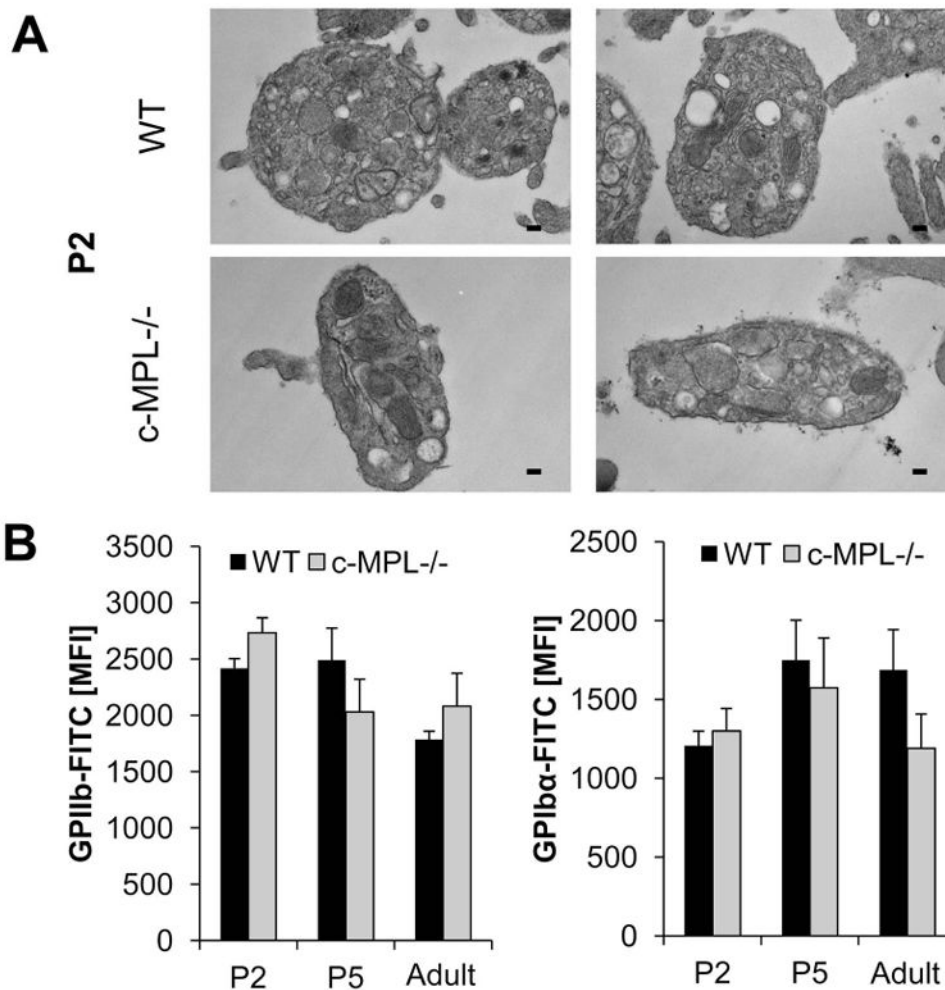 A
WT
P2
c-MPL-/-
B
GPIIb-FITC [MFI]
3500
3000
2500
2000
1500
1000
500
0
WT c-MPL-/-
P2 P5 Adult
GPIbα-FITC [MFI]
2500
2000
1500
1000
500
0
WT c-MPL-/-
P2 P5 Adult